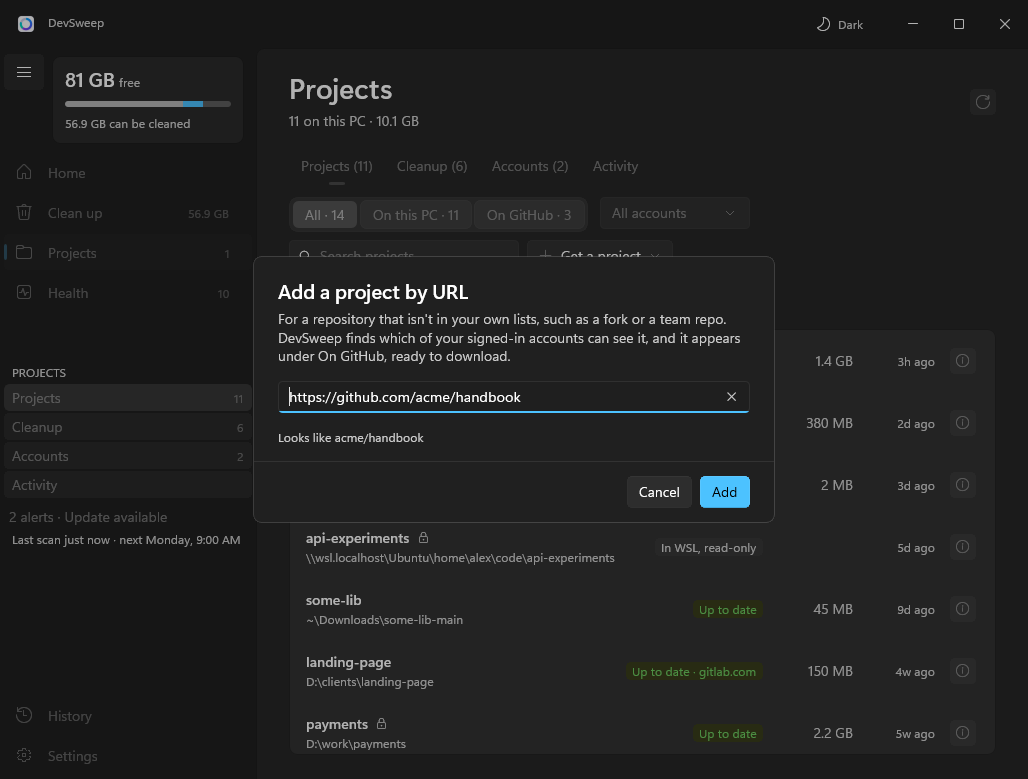 DevSweep
Dark
81 GB free
56.9 GB can be cleaned
Home
Clean up 56.9 GB
Projects 1
Health 10
PROJECTS
Projects 11
Cleanup 6
Accounts 2
Activity
2 alerts · Update available
Last scan just now · next Monday, 9:00 AM
History
Settings
Projects
11 on this PC · 10.1 GB
Projects (11) Cleanup (6) Accounts (2) Activity
All · 14 On this PC · 11 On GitHub · 3 All accounts
Search projects Get a project
Add a project by URL
For a repository that isn't in your own lists, such as a fork or a team repo.
DevSweep finds which of your signed-in accounts can see it, and it appears
under On GitHub, ready to download.
https://github.com/acme/handbook
Looks like acme/handbook
Cancel Add
1.4 GB 3h ago
380 MB 2d ago
2 MB 3d ago
api-experiments
\\wsl.localhost\Ubuntu\home\alex\code\api-experiments
In WSL, read-only 5d ago
some-lib
~\Downloads\some-lib-main
Up to date 45 MB 9d ago
landing-page
D:\clients\landing-page
Up to date · gitlab.com 150 MB 4w ago
payments
D:\work\payments
Up to date 2.2 GB 5w ago